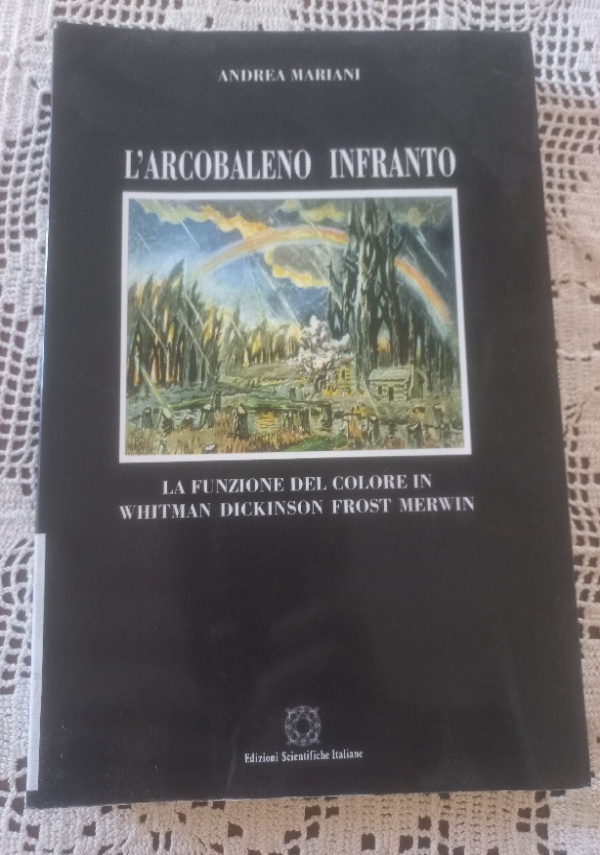 ANDREA MARIANI
L'ARCOBALENO INFRANTO
LA FUNZIONE DEL COLORE IN
WHITMAN DICKINSON FROST MERWIN
Edizioni Scientifiche Italiane